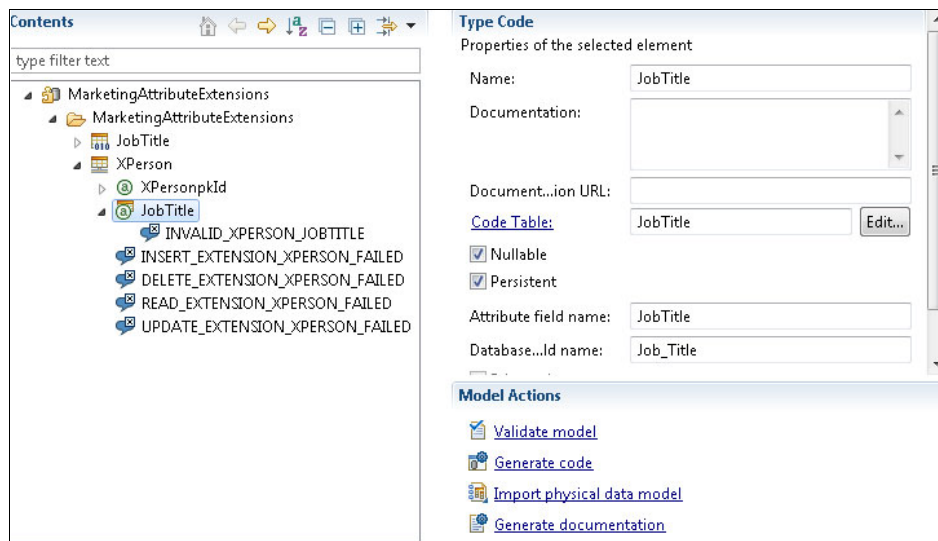 Contents
type filter text
MarketingAttributeExtensions
MarketingAttributeExtensions
JobTitle
XPerson
XPersonpkId
JobTitle
INVALID_XPERSON_JOBTITLE
INSERT_EXTENSION_XPERSON_FAILED
DELETE_EXTENSION_XPERSON_FAILED
READ_EXTENSION_XPERSON_FAILED
UPDATE_EXTENSION_XPERSON_FAILED
Type Code
Properties of the selected element
Name: JobTitle
Documentation:
Document...ion URL:
Code Table: JobTitle Edit...
Nullable
Persistent
Attribute field name: JobTitle
Database...ld name: Job_Title
Model Actions
Validate model
Generate code
Import physical data model
Generate documentation